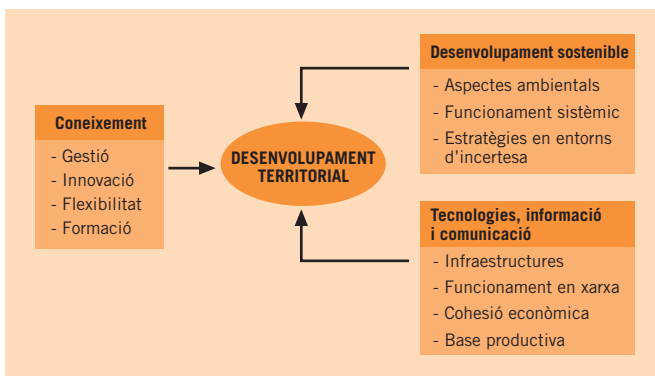 Coneixement
- Gestió
- Innovació
- Flexibilitat
- Formació
DESENVOLUPAMENT
TERRITORIAL
Desenvolupament sostenible
- Aspectes ambientals
- Funcionament sistèmic
- Estratègies en entorns
d’incertesa
Tecnologies, informació
i comunicació
- Infraestructures
- Funcionament en xarxa
- Cohesió econòmica
- Base productiva